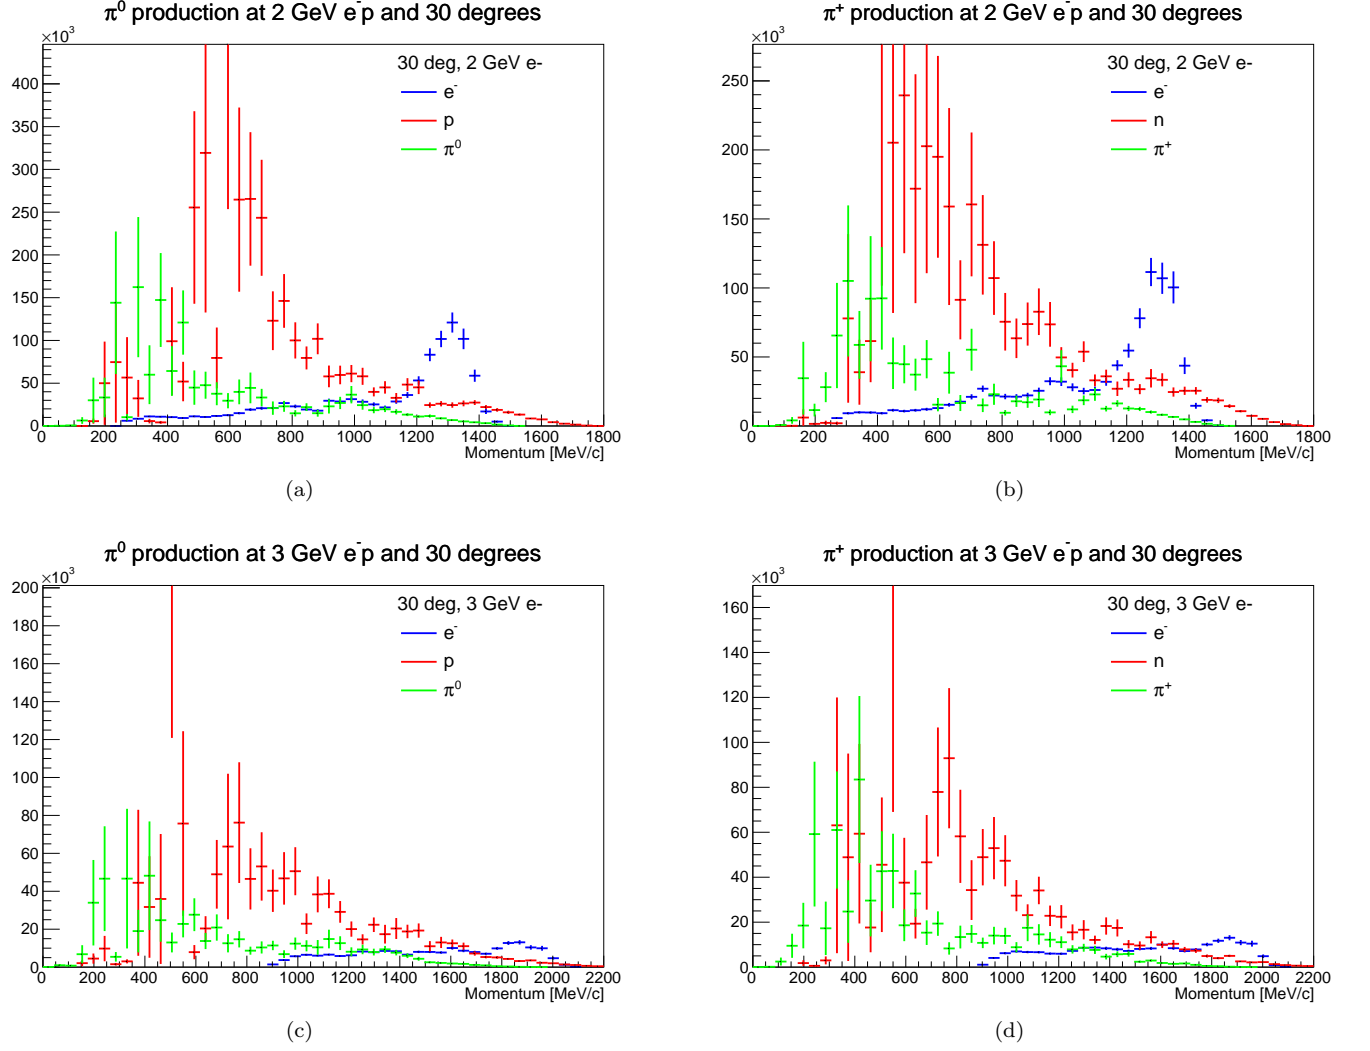 π⁰ production at 2 GeV e⁻p and 30 degrees
×10³
30 deg, 2 GeV e-
e⁻
p
π⁰
400
350
300
250
200
150
100
50
0
0 200 400 600 800 1000 1200 1400 1600 1800
Momentum [MeV/c]
(a)
π⁺ production at 2 GeV e⁻p and 30 degrees
×10³
30 deg, 2 GeV e-
e⁻
n
π⁺
250
200
150
100
50
0
0 200 400 600 800 1000 1200 1400 1600 1800
Momentum [MeV/c]
(b)
π⁰ production at 3 GeV e⁻p and 30 degrees
×10³
30 deg, 3 GeV e-
e⁻
p
π⁰
200
180
160
140
120
100
80
60
40
20
0
0 200 400 600 800 1000 1200 1400 1600 1800 2000 2200
Momentum [MeV/c]
(c)
π⁺ production at 3 GeV e⁻p and 30 degrees
×10³
30 deg, 3 GeV e-
e⁻
n
π⁺
160
140
120
100
80
60
40
20
0
0 200 400 600 800 1000 1200 1400 1600 1800 2000 2200
Momentum [MeV/c]
(d)